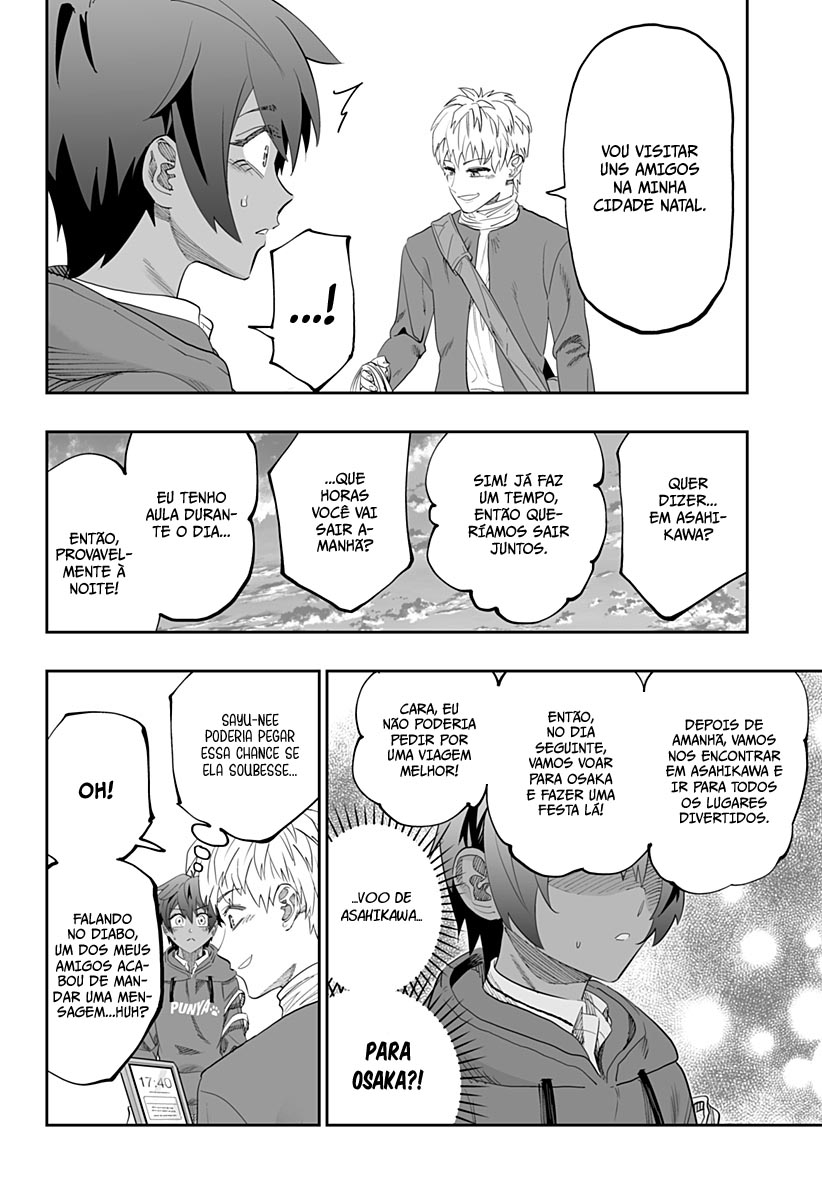 VOU VISITAR
UNS AMIGOS
NA MINHA
CIDADE NATAL.
...!
QUER
DIZER...
EM ASAHI-
KAWA?
SIM! JÁ FAZ
UM TEMPO,
ENTÃO QUE-
RÍAMOS SAIR
JUNTOS.
...QUE
HORAS
VOCÊ VAI
SAIR A-
MANHÃ?
EU TENHO
AULA DURAN-
TE O DIA...
ENTÃO,
PROVAVEL-
MENTE À
NOITE!
DEPOIS DE
AMANHÃ, VAMOS
NOS ENCONTRAR
EM ASAHIKAWA E
IR PARA TODOS
OS LUGARES
DIVERTIDOS.
ENTÃO,
NO DIA
SEGUINTE,
VAMOS VOAR
PARA OSAKA
E FAZER UMA
FESTA LÁ!
CARA, EU
NÃO PODERIA
PEDIR POR
UMA VIAGEM
MELHOR!
...VOO DE
ASAHIKAWA...
PARA
OSAKA?!
SAYU-NEE
PODERIA PEGAR
ESSA CHANCE SE
ELA SOUBESSE...
OH!
FALANDO
NO DIABO,
UM DOS MEUS
AMIGOS ACA-
BOU DE MAN-
DAR UMA MEN-
SAGEM...HUH?
PUNYA
17:40